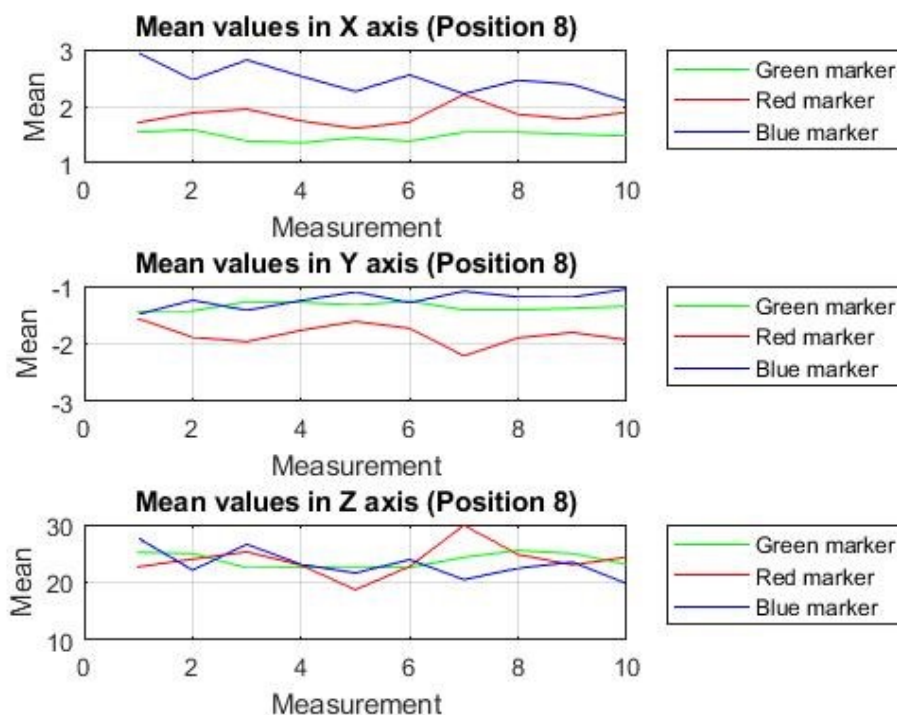 Mean values in X axis (Position 8)
3
2
1
Mean
0 2 4 6 8 10
Measurement
Green marker
Red marker
Blue marker
Mean values in Y axis (Position 8)
-1
-2
-3
Mean
0 2 4 6 8 10
Measurement
Green marker
Red marker
Blue marker
Mean values in Z axis (Position 8)
30
20
10
Mean
0 2 4 6 8 10
Measurement
Green marker
Red marker
Blue marker